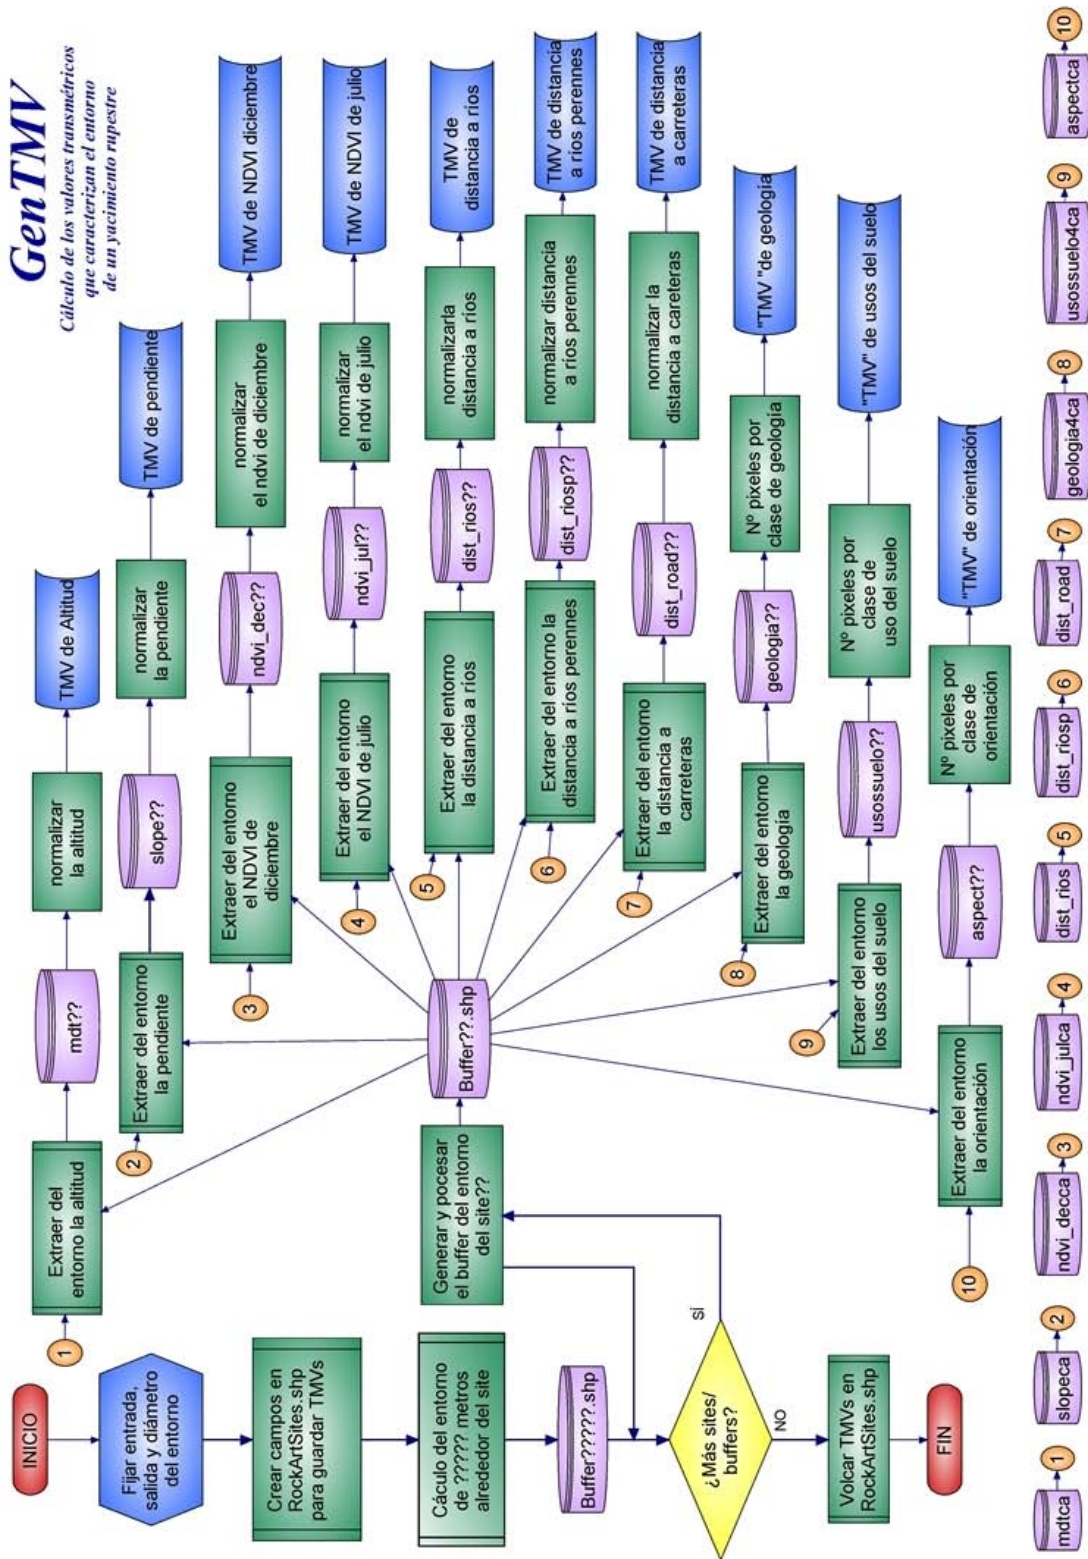 GenTMV
Cálculo de los valores transmétricos
que caracterizan el entorno
de un yacimiento rupestre
INICIO
Fijar entrada,
salida y diámetro
del entorno
Crear campos en
RockArtSites.shp
para guardar TMVs
Cáculo del entorno
de ????? metros
alrededor del site
Buffer?????.shp
¿Más sites/
buffers?
SI
NO
Volcar TMVs en
RockArtSites.shp
FIN
Generar y pocesar
el buffer del entorno
del site??
Buffer??.shp
1
Extraer del
entorno la altitud
mdt??
normalizar
la altitud
TMV de Altitud
2
Extraer del entorno
la pendiente
slope??
normalizar
la pendiente
TMV de pendiente
3
Extraer del entorno
el NDVI de
diciembre
ndvi_dec??
normalizar
el ndvi de diciembre
TMV de NDVI diciembre
4
Extraer del entorno
el NDVI de julio
ndvi_jul??
normalizar
el ndvi de julio
TMV de NDVI de julio
5
Extraer del entorno
la distancia a ríos
dist_rios??
normalizarla
distancia a ríos
TMV de
distancia a ríos
6
Extraer del entorno la
distancia a ríos perennes
dist_riosp??
normalizar distancia
a ríos perennes
TMV de distancia
a ríos perennes
7
Extraer del entorno
la distancia a
carreteras
dist_road??
normalizar la
distancia a careteras
TMV de distancia
a carreteras
8
Extraer del entorno
la geología
geologia??
Nº pixeles por
clase de geología
"TMV "de geología
9
Extraer del entorno
los usos del suelo
usossuelo??
Nº pixeles por
clase de
uso del suelo
"TMV" de usos del suelo
10
Extraer del entorno
la orientación
aspect??
Nº pixeles por
clase de
orientación
"TMV" de orientación
mdtca
1
slopeca
2
ndvi_decca
3
ndvi_julca
4
dist_rios
5
dist_riosp
6
dist_road
7
geologia4ca
8
usossuelo4ca
9
aspectca
10